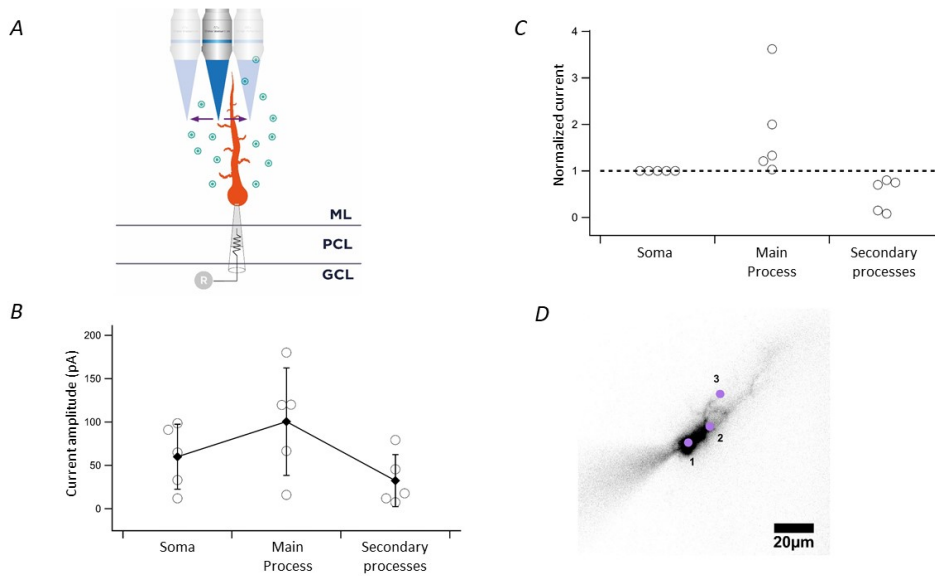 A
ML
PCL
GCL
R
B
Current amplitude (pA)
200
150
100
50
0
Soma
Main
Process
Secondary
processes
C
Normalized current
4
3
2
1
0
Soma
Main
Process
Secondary
processes
D
3
2
1
20µm